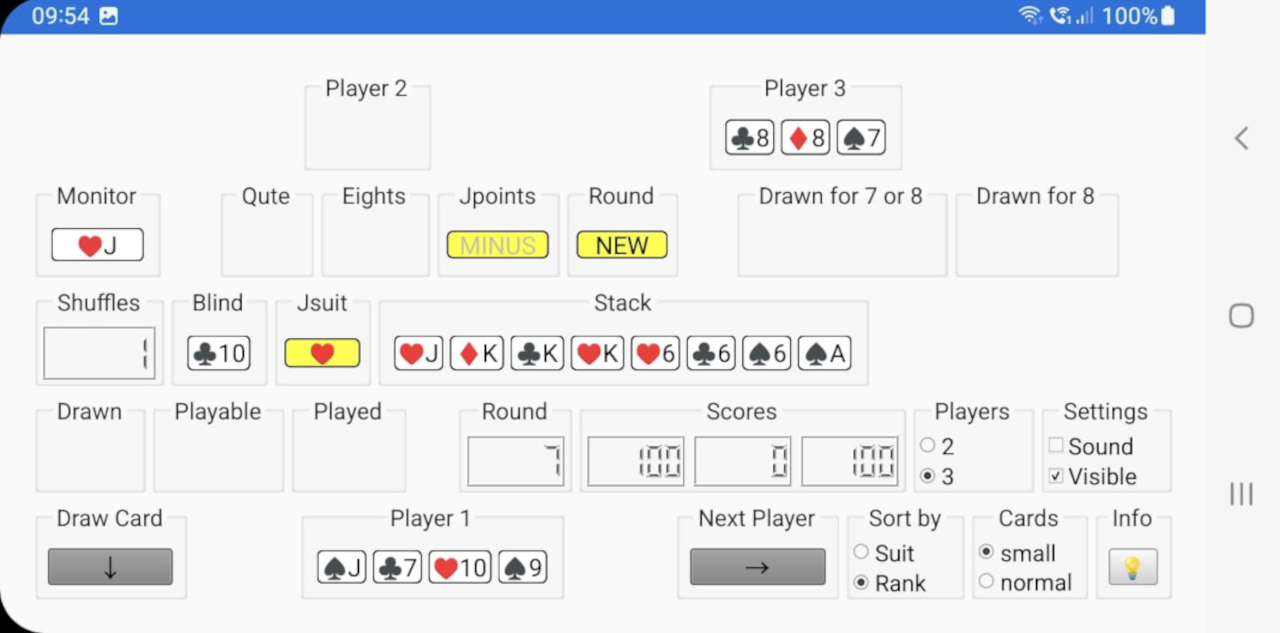 09:54 100%
Player 2 Player 3
♣8 ♦8 ♠7
Monitor Qute Eights Jpoints Round Drawn for 7 or 8 Drawn for 8
♥J MINUS NEW
Shuffles Blind Jsuit Stack
1 ♣10 ♥ ♥J ♦K ♣K ♥K ♥6 ♣6 ♠6 ♠A
Drawn Playable Played Round Scores Players Settings
2 Sound
7 100 0 100
3 Visible
Draw Card Player 1 Next Player Sort by Cards Info
Suit small
↓ ♠J ♣7 ♥10 ♠9 →
Rank normal